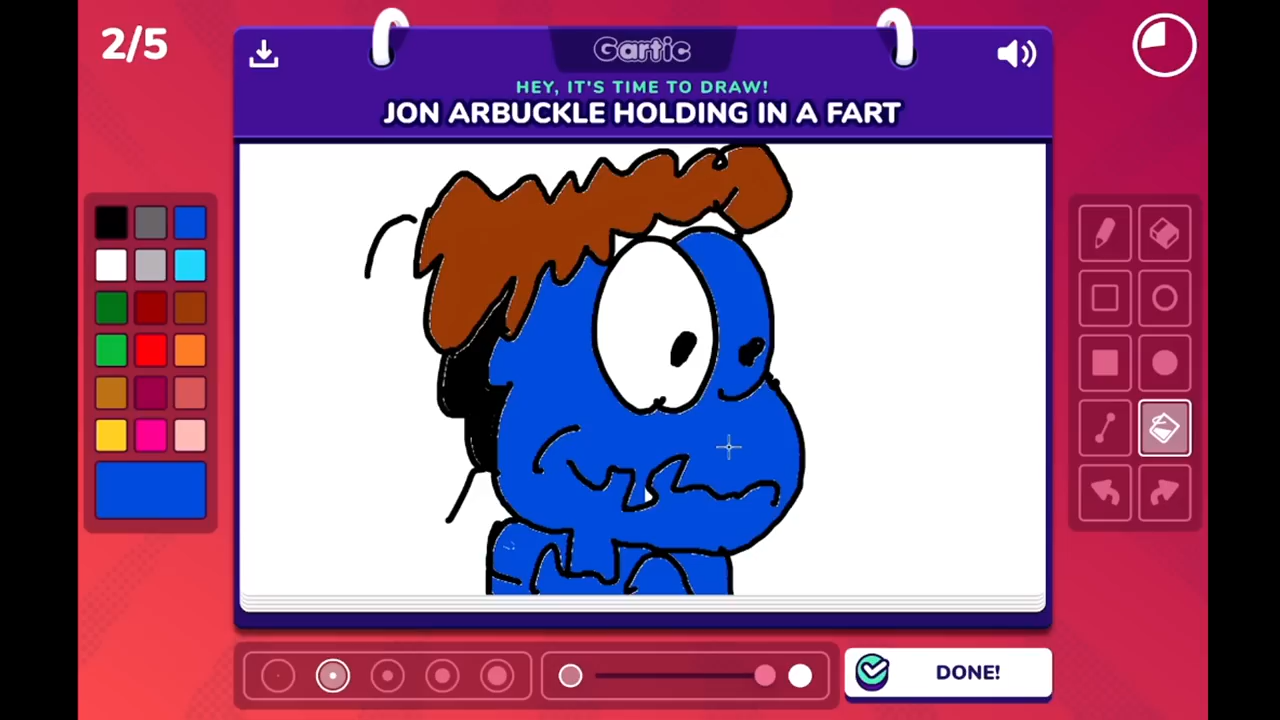 2/5
Gartic
HEY, IT'S TIME TO DRAW!
JON ARBUCKLE HOLDING IN A FART
DONE!